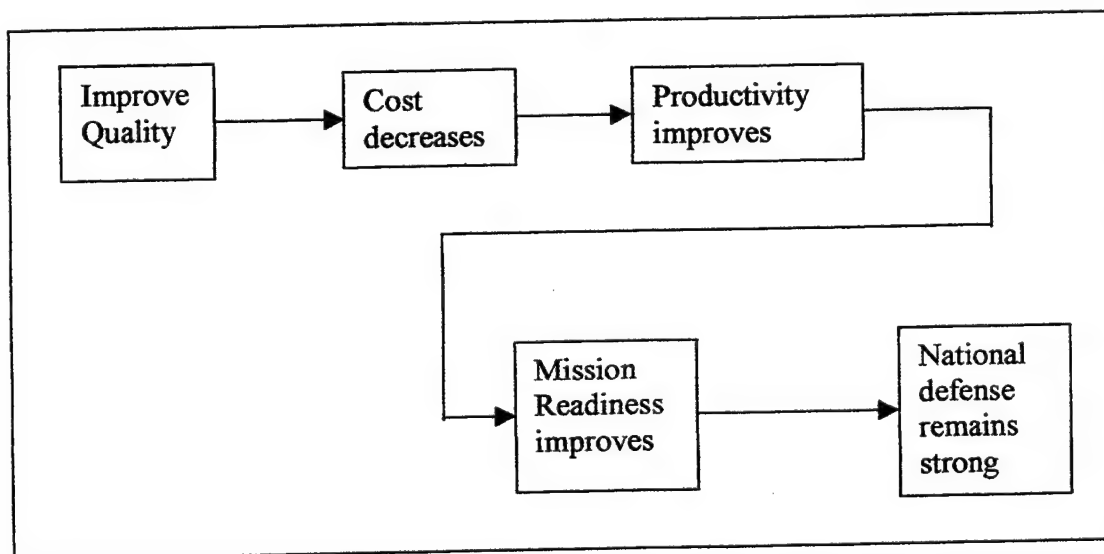 Improve
Quality
Cost
decreases
Productivity
improves
Mission
Readiness
improves
National
defense
remains
strong